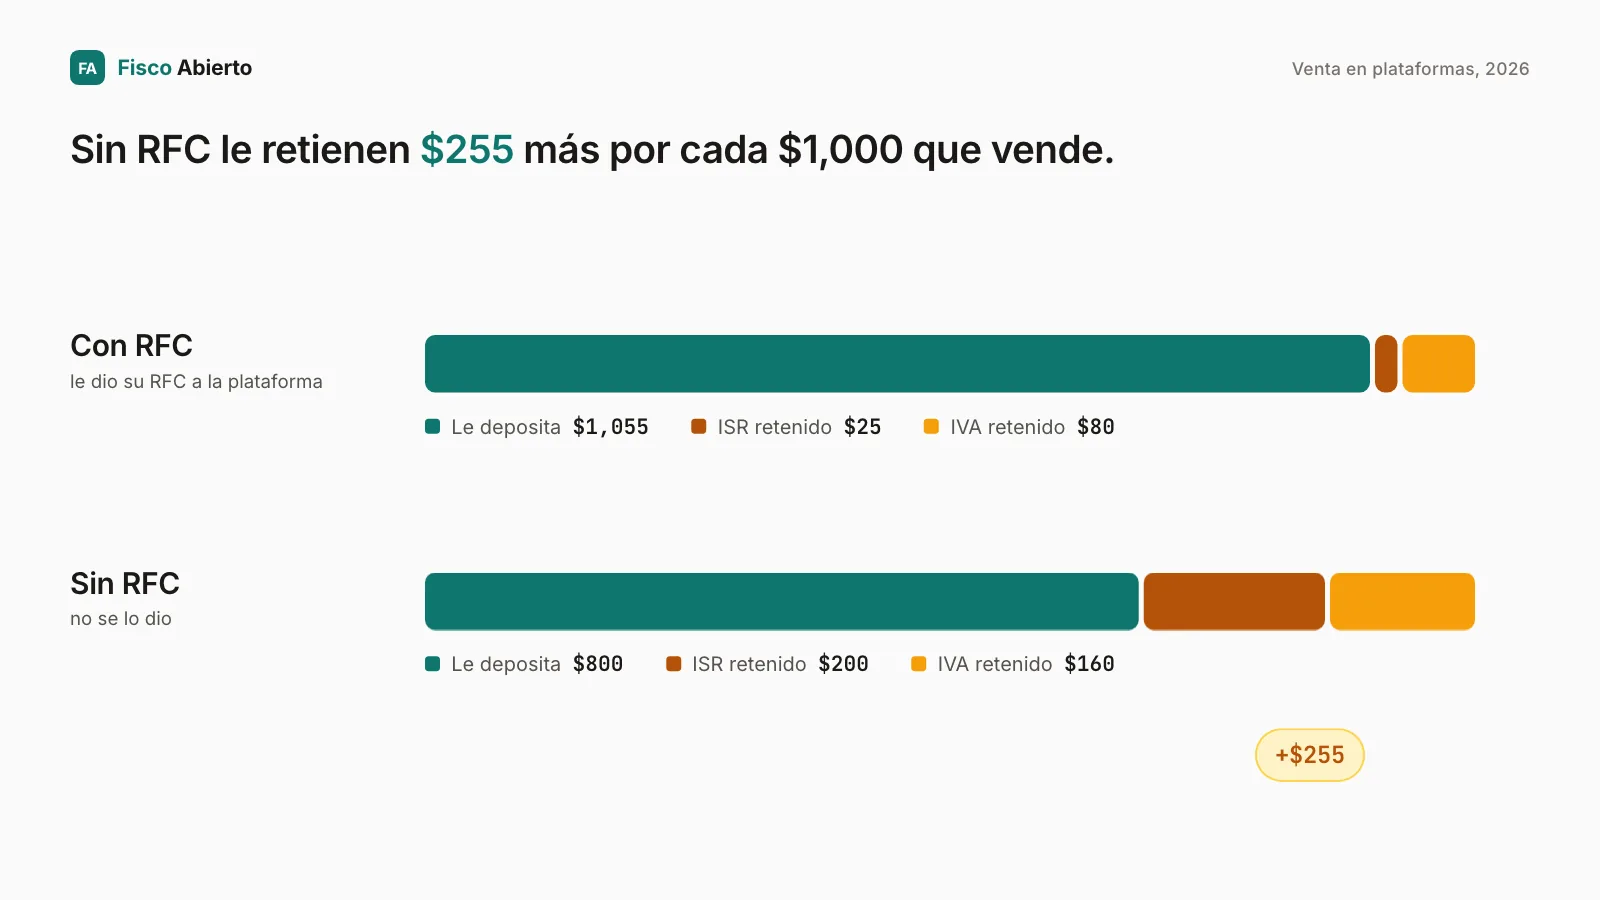 FA Fisco Abierto
Venta en plataformas, 2026
Sin RFC le retienen $255 más por cada $1,000 que vende.
Con RFC
le dio su RFC a la plataforma
Le deposita $1,055 ISR retenido $25 IVA retenido $80
Sin RFC
no se lo dio
Le deposita $800 ISR retenido $200 IVA retenido $160
+$255